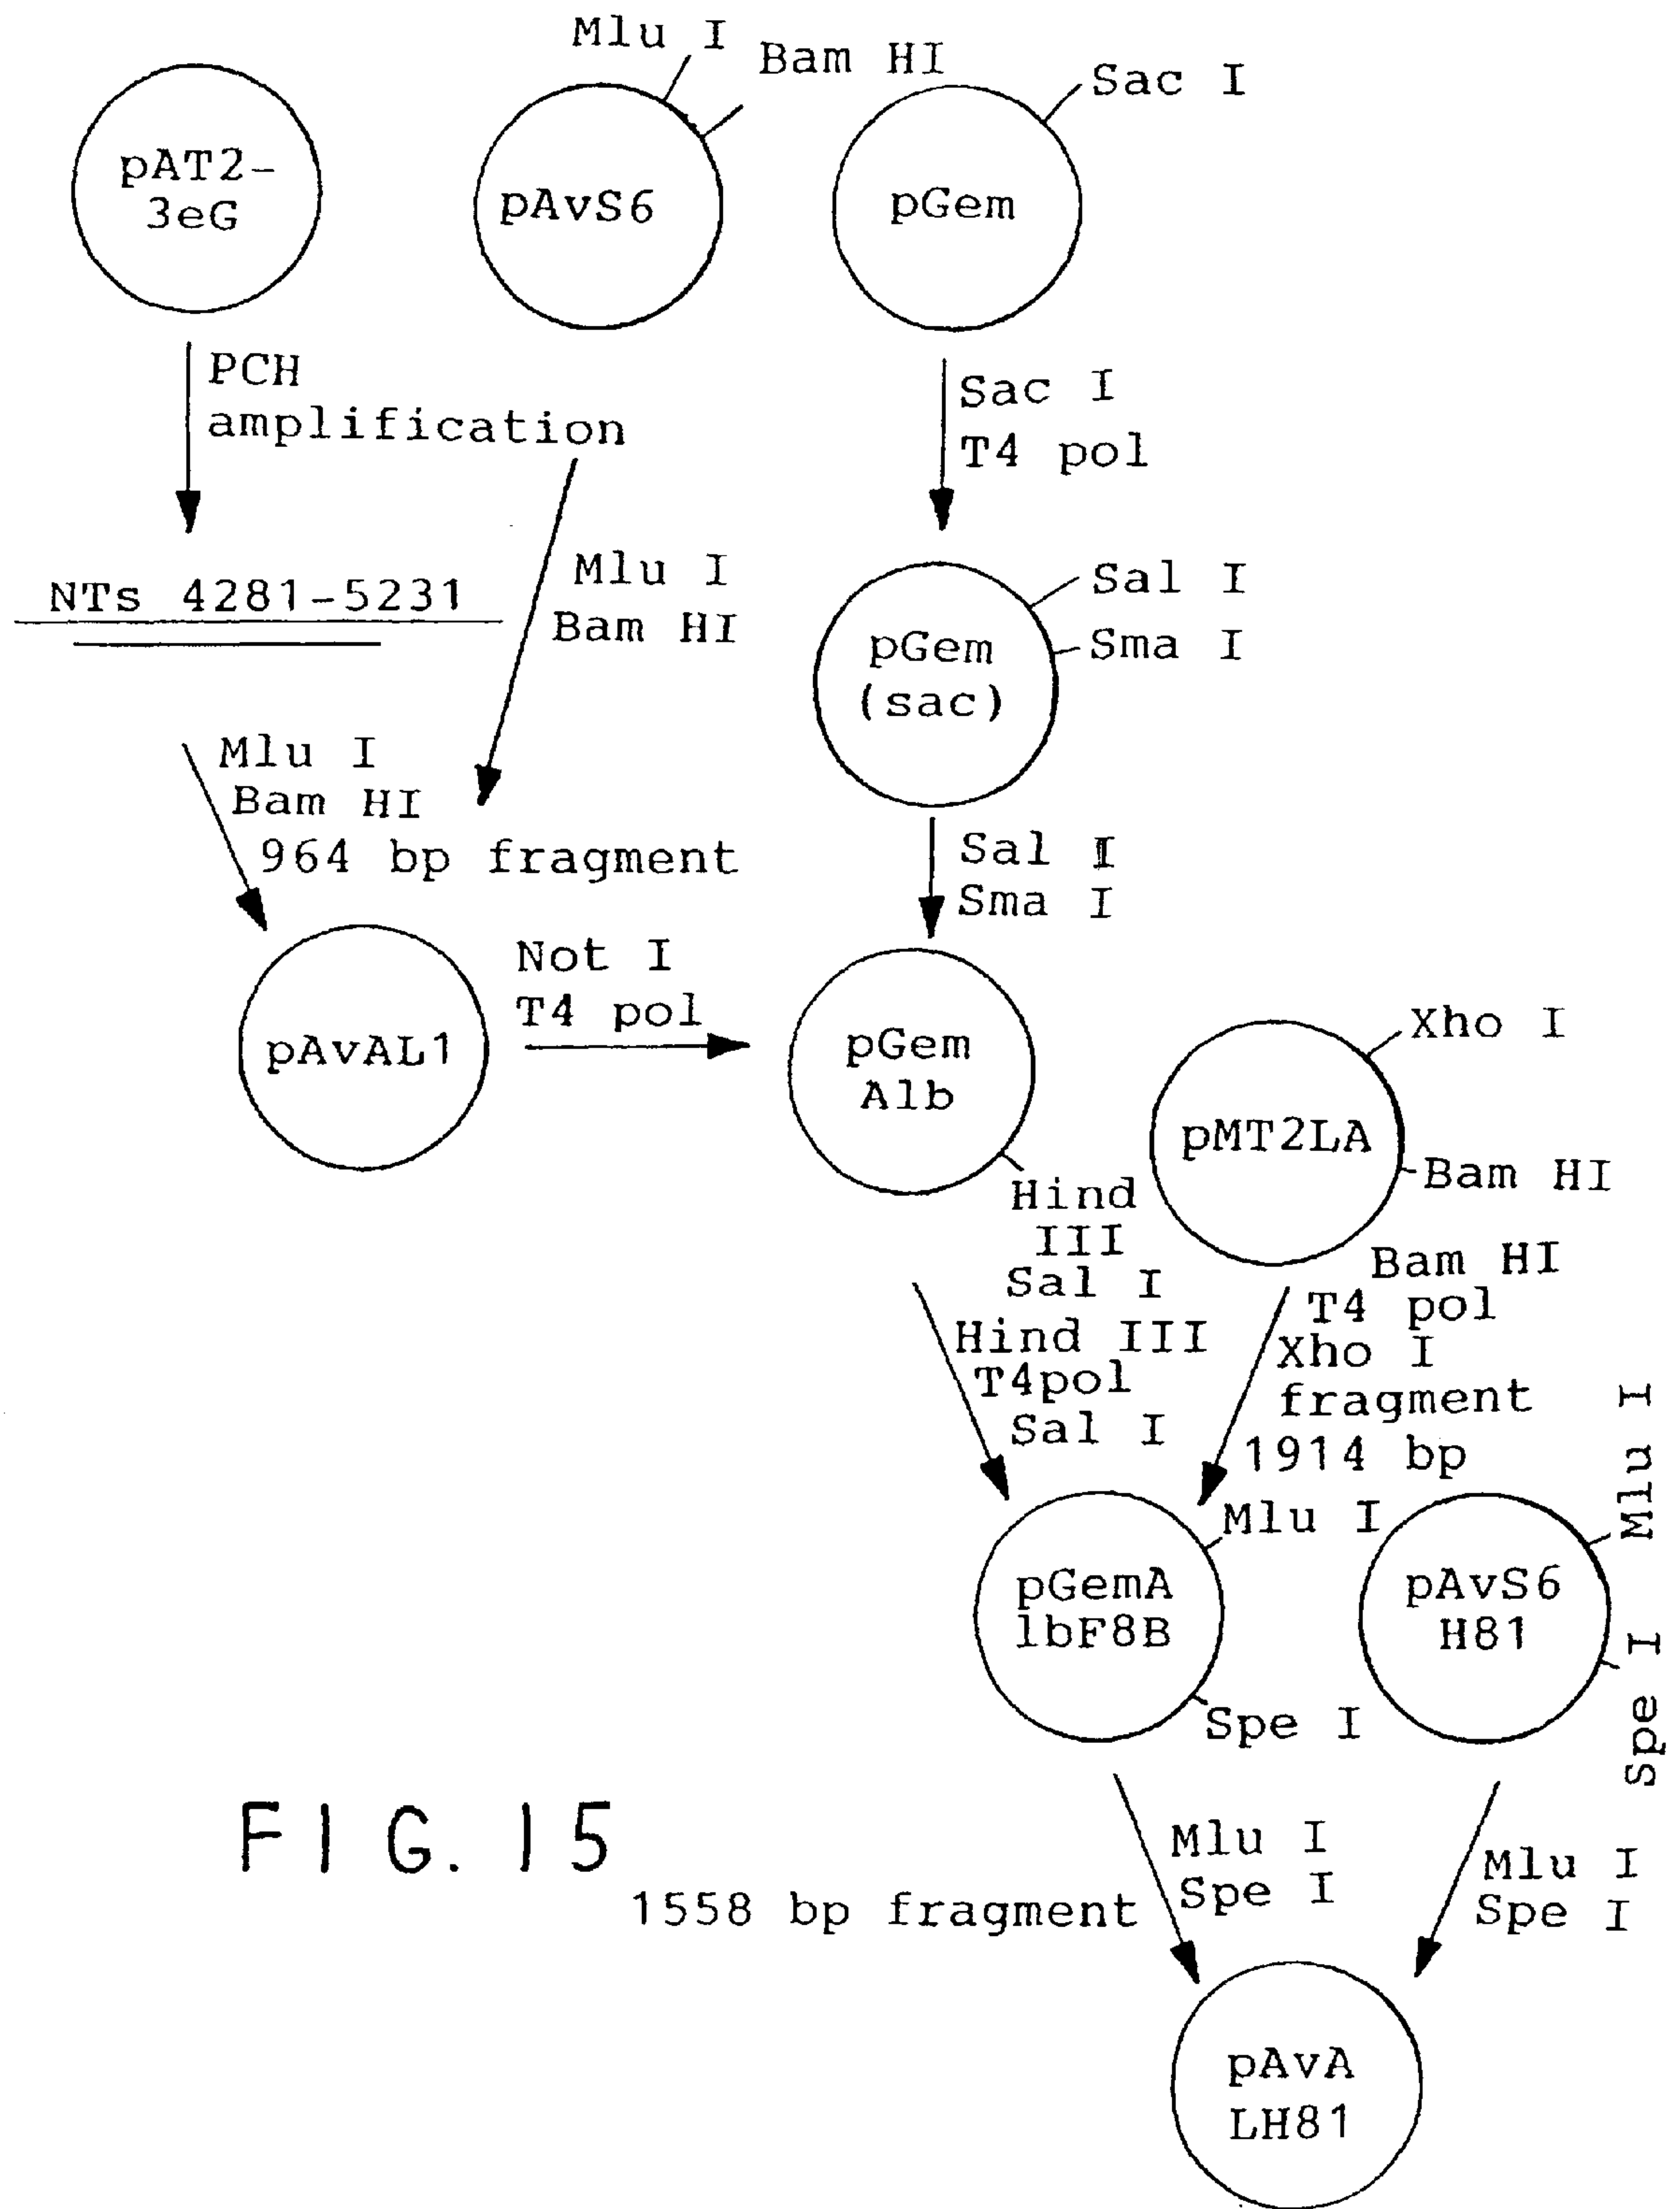 Mlu I
Bam HI
Sac I
pAT2-
3eG
pAvS6
pGem
PCH
amplification
Sac I
T4 pol
NTs 4281-5231
Mlu I
Bam HI
Sal I
Sma I
pGem
(sac)
Mlu I
Bam HI
964 bp fragment
Sal I
Sma I
pAvAL1
Not I
T4 pol
pGem
Alb
Xho I
pMT2LA
Bam HI
Hind
III
Sal I
Hind III
T4pol
Sal I
Bam HI
T4 pol
Xho I
fragment
1914 bp
Mlu I
pGemA
lbF8B
Spe I
Mlu I
pAvS6
H81
Spe I
FIG. 15
1558 bp fragment
Mlu I
Spe I
Mlu I
Spe I
pAvA
LH81